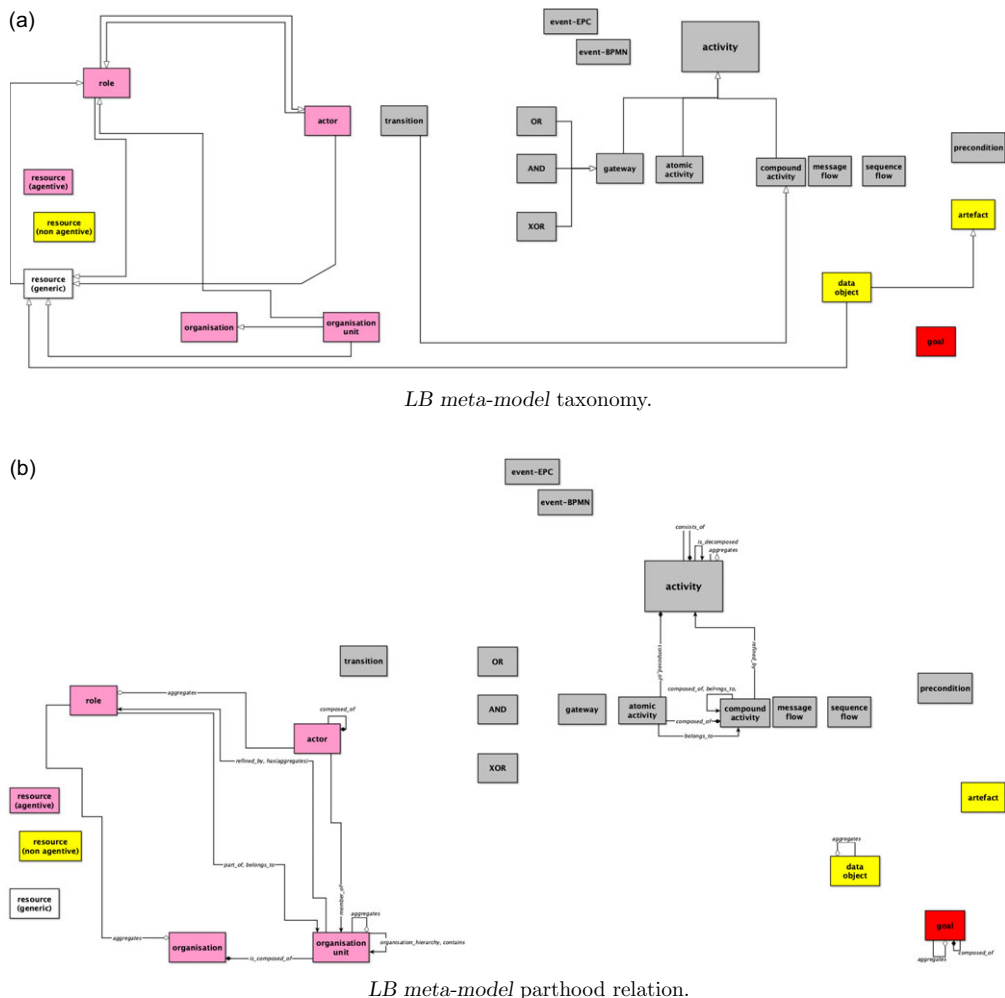 (a)
event-EPC
event-BPMN
activity
role
actor
transition
OR
AND
XOR
gateway
atomic
activity
compound
activity
message
flow
sequence
flow
precondition
resource
(agentive)
resource
(non agentive)
resource
(generic)
artefact
data
object
organisation
organisation
unit
goal
LB meta-model taxonomy.
(b)
event-EPC
event-BPMN
consists_of
is_decomposed
aggregates
activity
transition
OR
composed_of
refined_by
role
aggregates
composed_of
actor
AND
XOR
gateway
atomic
activity
composed_of, belongs_to,
composed_of
belongs_to
compound
activity
message
flow
sequence
flow
precondition
refined_by, has(aggregates)
resource
(agentive)
resource
(non agentive)
resource
(generic)
part_of, belongs_to
member_of
artefact
aggregates
data
object
aggregates
organisation
is_composed_of
aggregates
organisation
unit
organisation_hierarchy, contains
goal
aggregates
composed_of
LB meta-model parthood relation.